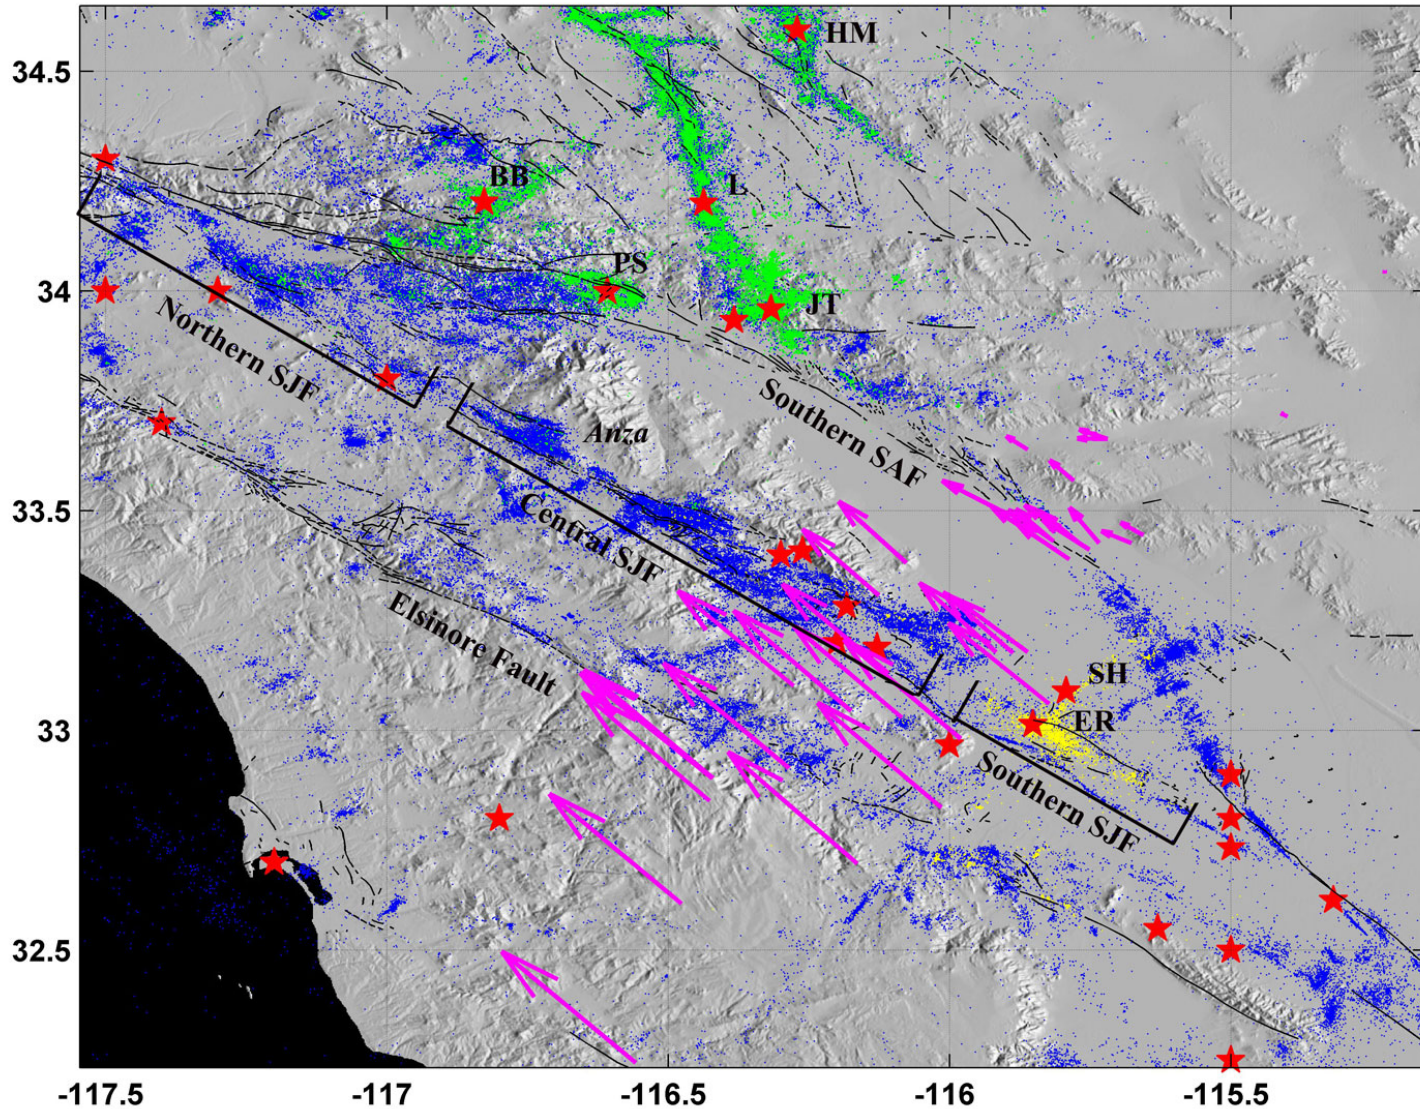 34.5
34
33.5
33
32.5
-117.5
-117
-116.5
-116
-115.5
HM
BB
L
PS
JT
Northern SJF
Anza
Southern SAF
Central SJF
Elsinore Fault
SH
ER
Southern SJF